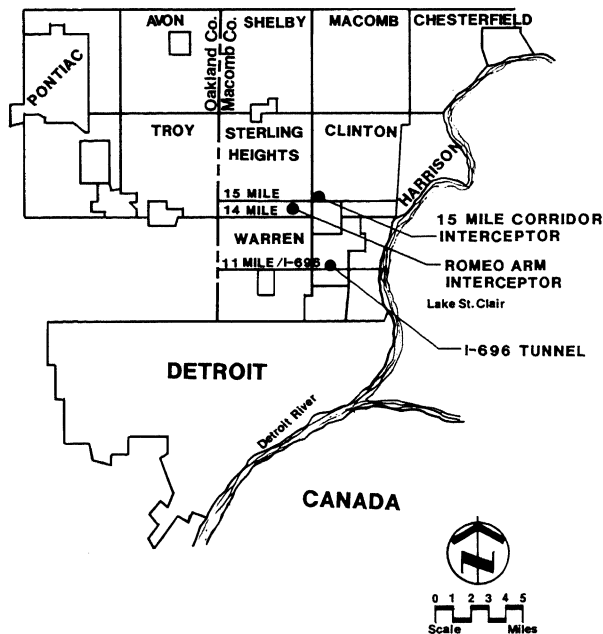 AVON
SHELBY
MACOMB
CHESTERFIELD
PONTIAC
Oakland Co.
Macomb Co.
TROY
STERLING
HEIGHTS
CLINTON
HARRISON
15 MILE
14 MILE
15 MILE CORRIDOR
INTERCEPTOR
WARREN
ROMEO ARM
INTERCEPTOR
11 MILE/I-696
Lake St. Clair
I-696 TUNNEL
DETROIT
Detroit River
CANADA
N
0 1 2 3 4 5
Scale Miles